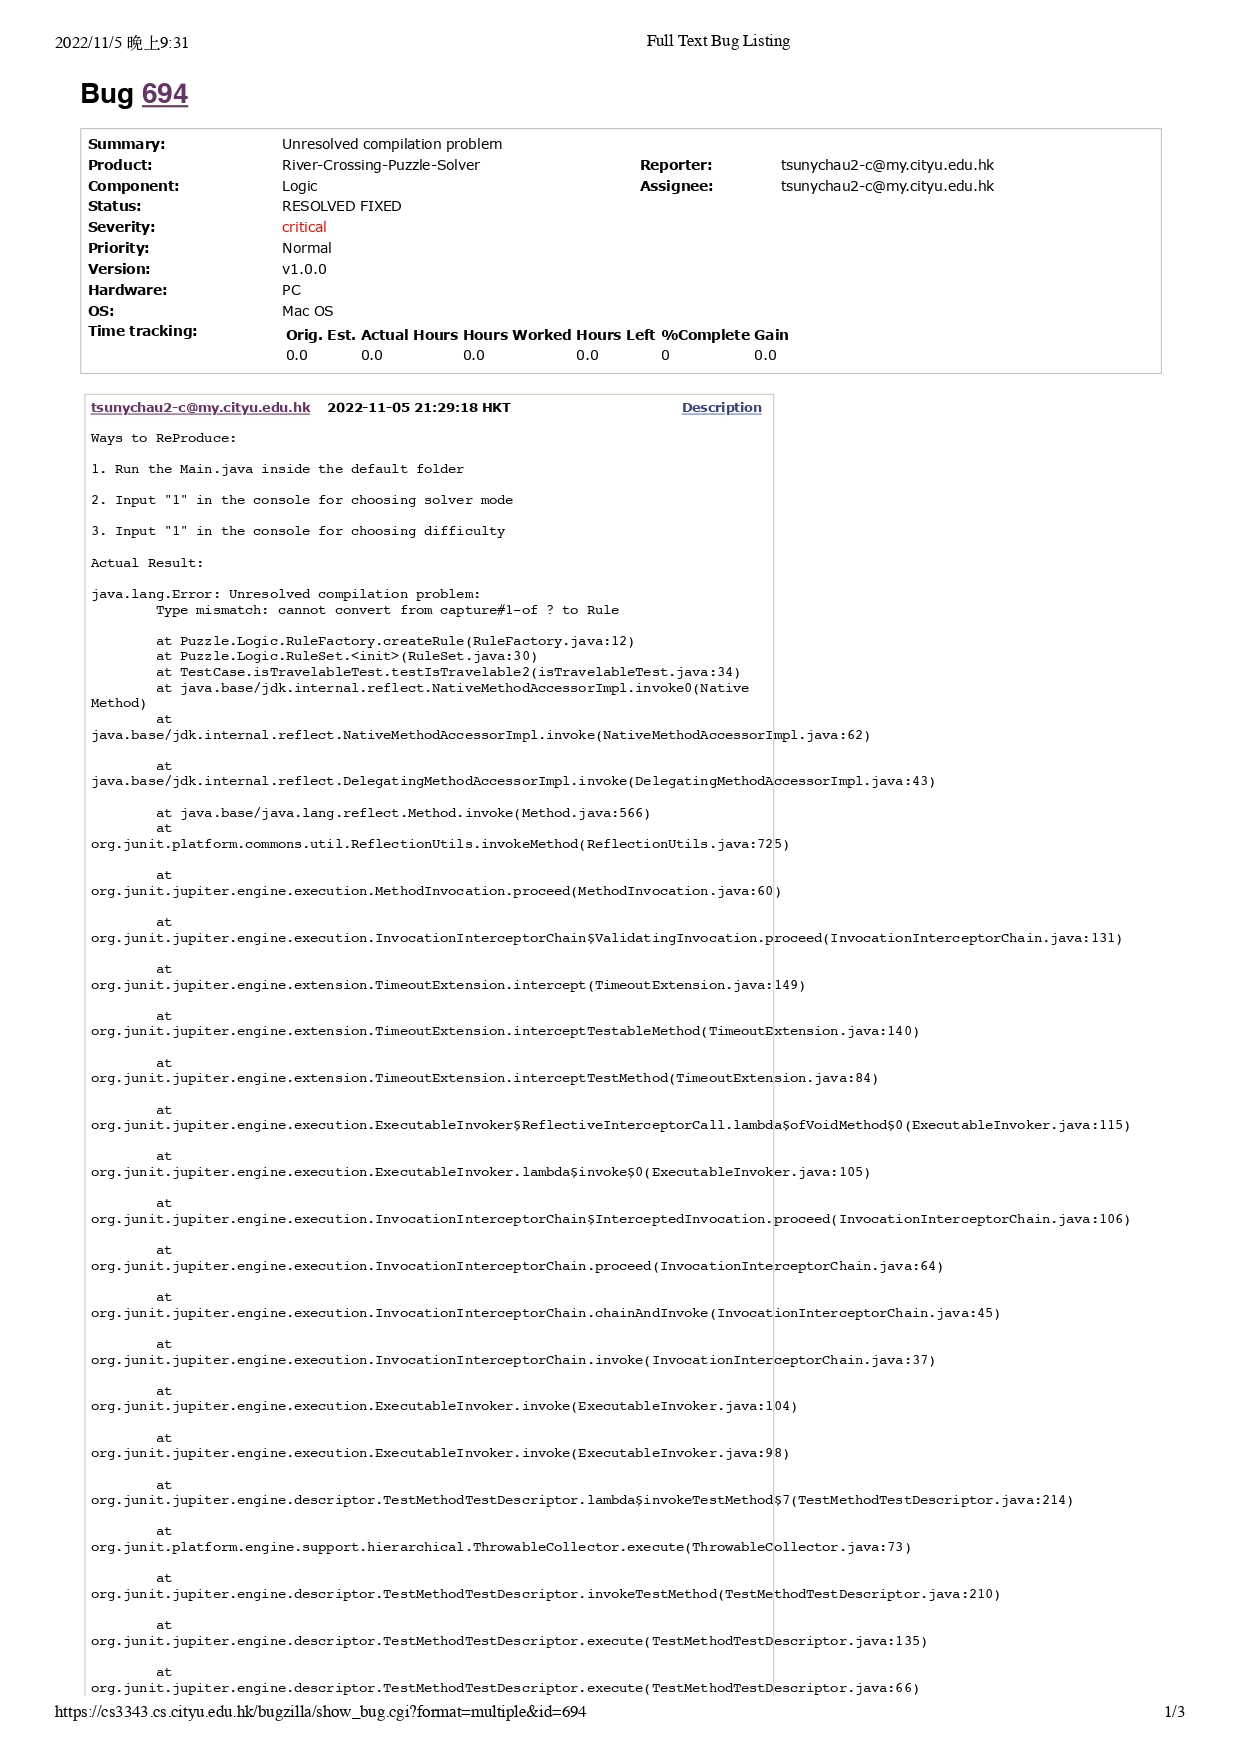 2022/11/5 晚上9:31 Full Text Bug Listing
Bug 694
Summary: Unresolved compilation problem
Product: River-Crossing-Puzzle-Solver Reporter: tsunychau2-c@my.cityu.edu.hk
Component: Logic Assignee: tsunychau2-c@my.cityu.edu.hk
Status: RESOLVED FIXED
Severity: critical
Priority: Normal
Version: v1.0.0
Hardware: PC
OS: Mac OS
Time tracking: Orig. Est. Actual Hours Hours Worked Hours Left %Complete Gain
0.0 0.0 0.0 0.0 0 0.0
tsunychau2-c@my.cityu.edu.hk 2022-11-05 21:29:18 HKT Description
Ways to ReProduce:
1. Run the Main.java inside the default folder
2. Input "1" in the console for choosing solver mode
3. Input "1" in the console for choosing difficulty
Actual Result:
java.lang.Error: Unresolved compilation problem:
Type mismatch: cannot convert from capture#1-of ? to Rule
at Puzzle.Logic.RuleFactory.createRule(RuleFactory.java:12)
at Puzzle.Logic.RuleSet.<init>(RuleSet.java:30)
at TestCase.isTravelableTest.testIsTravelable2(isTravelableTest.java:34)
at java.base/jdk.internal.reflect.NativeMethodAccessorImpl.invoke0(Native
Method)
at
java.base/jdk.internal.reflect.NativeMethodAccessorImpl.invoke(NativeMethodAccessorImpl.java:62)
at
java.base/jdk.internal.reflect.DelegatingMethodAccessorImpl.invoke(DelegatingMethodAccessorImpl.java:43)
at java.base/java.lang.reflect.Method.invoke(Method.java:566)
at
org.junit.platform.commons.util.ReflectionUtils.invokeMethod(ReflectionUtils.java:725)
at
org.junit.jupiter.engine.execution.MethodInvocation.proceed(MethodInvocation.java:60)
at
org.junit.jupiter.engine.execution.InvocationInterceptorChain$ValidatingInvocation.proceed(InvocationInterceptorChain.java:131)
at
org.junit.jupiter.engine.extension.TimeoutExtension.intercept(TimeoutExtension.java:149)
at
org.junit.jupiter.engine.extension.TimeoutExtension.interceptTestableMethod(TimeoutExtension.java:140)
at
org.junit.jupiter.engine.extension.TimeoutExtension.interceptTestMethod(TimeoutExtension.java:84)
at
org.junit.jupiter.engine.execution.ExecutableInvoker$ReflectiveInterceptorCall.lambda$ofVoidMethod$0(ExecutableInvoker.java:115)
at
org.junit.jupiter.engine.execution.ExecutableInvoker.lambda$invoke$0(ExecutableInvoker.java:105)
at
org.junit.jupiter.engine.execution.InvocationInterceptorChain$InterceptedInvocation.proceed(InvocationInterceptorChain.java:106)
at
org.junit.jupiter.engine.execution.InvocationInterceptorChain.proceed(InvocationInterceptorChain.java:64)
at
org.junit.jupiter.engine.execution.InvocationInterceptorChain.chainAndInvoke(InvocationInterceptorChain.java:45)
at
org.junit.jupiter.engine.execution.InvocationInterceptorChain.invoke(InvocationInterceptorChain.java:37)
at
org.junit.jupiter.engine.execution.ExecutableInvoker.invoke(ExecutableInvoker.java:104)
at
org.junit.jupiter.engine.execution.ExecutableInvoker.invoke(ExecutableInvoker.java:98)
at
org.junit.jupiter.engine.descriptor.TestMethodTestDescriptor.lambda$invokeTestMethod$7(TestMethodTestDescriptor.java:214)
at
org.junit.platform.engine.support.hierarchical.ThrowableCollector.execute(ThrowableCollector.java:73)
at
org.junit.jupiter.engine.descriptor.TestMethodTestDescriptor.invokeTestMethod(TestMethodTestDescriptor.java:210)
at
org.junit.jupiter.engine.descriptor.TestMethodTestDescriptor.execute(TestMethodTestDescriptor.java:135)
at
org.junit.jupiter.engine.descriptor.TestMethodTestDescriptor.execute(TestMethodTestDescriptor.java:66)
https://cs3343.cs.cityu.edu.hk/bugzilla/show_bug.cgi?format=multiple&id=694 1/3